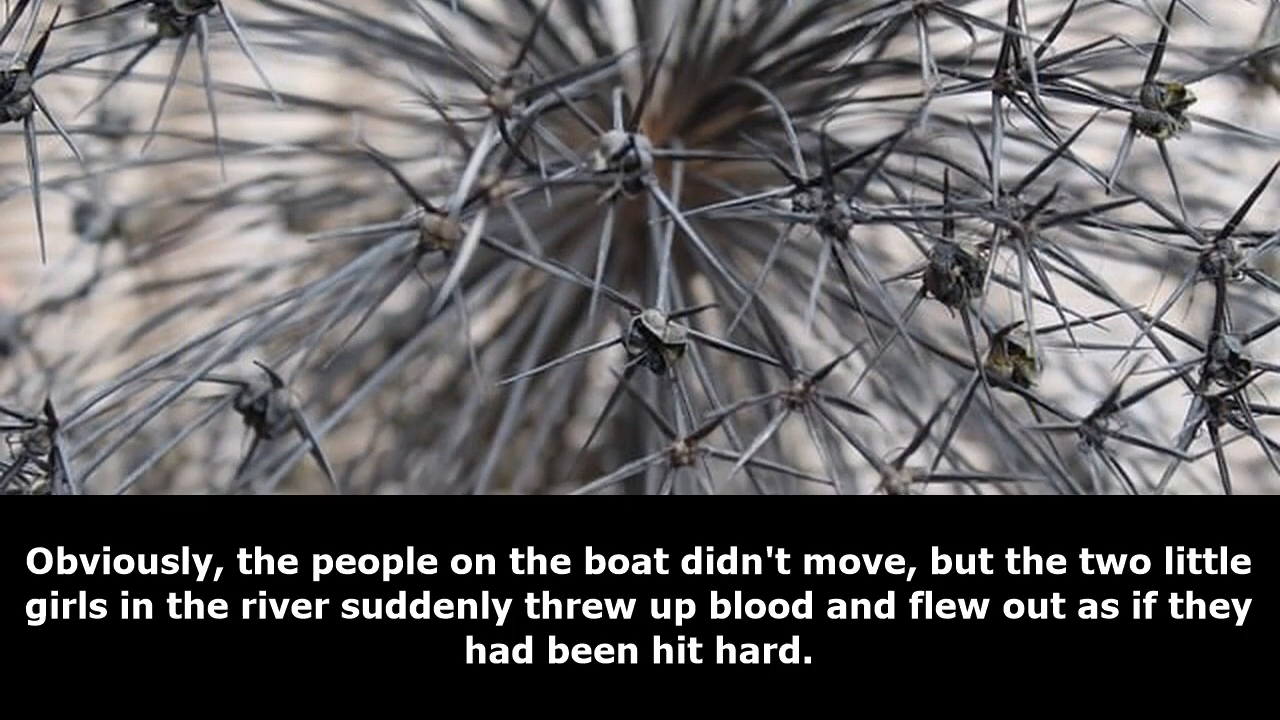 Obviously, the people on the boat didn't move, but the two little
girls in the river suddenly threw up blood and flew out as if they
had been hit hard.